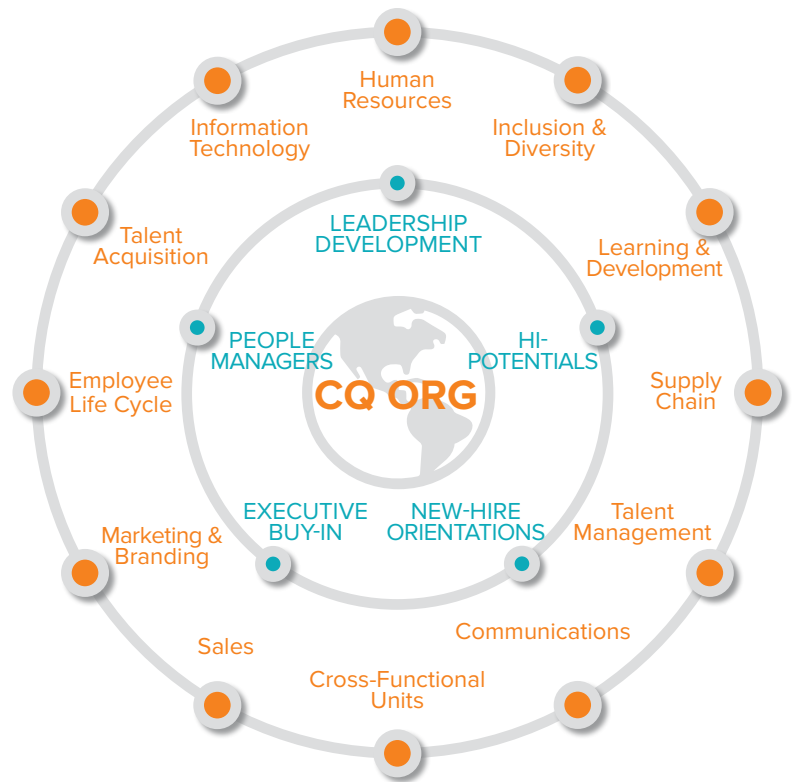 Human
Resources
Information
Technology
Inclusion &
Diversity
LEADERSHIP
DEVELOPMENT
Talent
Acquisition
Learning &
Development
PEOPLE
MANAGERS
HI-
POTENTIALS
CQ ORG
Employee
Life Cycle
Supply
Chain
EXECUTIVE
BUY-IN
NEW-HIRE
ORIENTATIONS
Talent
Management
Marketing &
Branding
Communications
Sales
Cross-Functional
Units